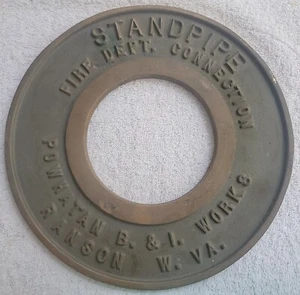 STANDPIPE
FIRE DEPT. CONNECTION
POWHATAN B. & I. WORKS
RANSON W. VA.